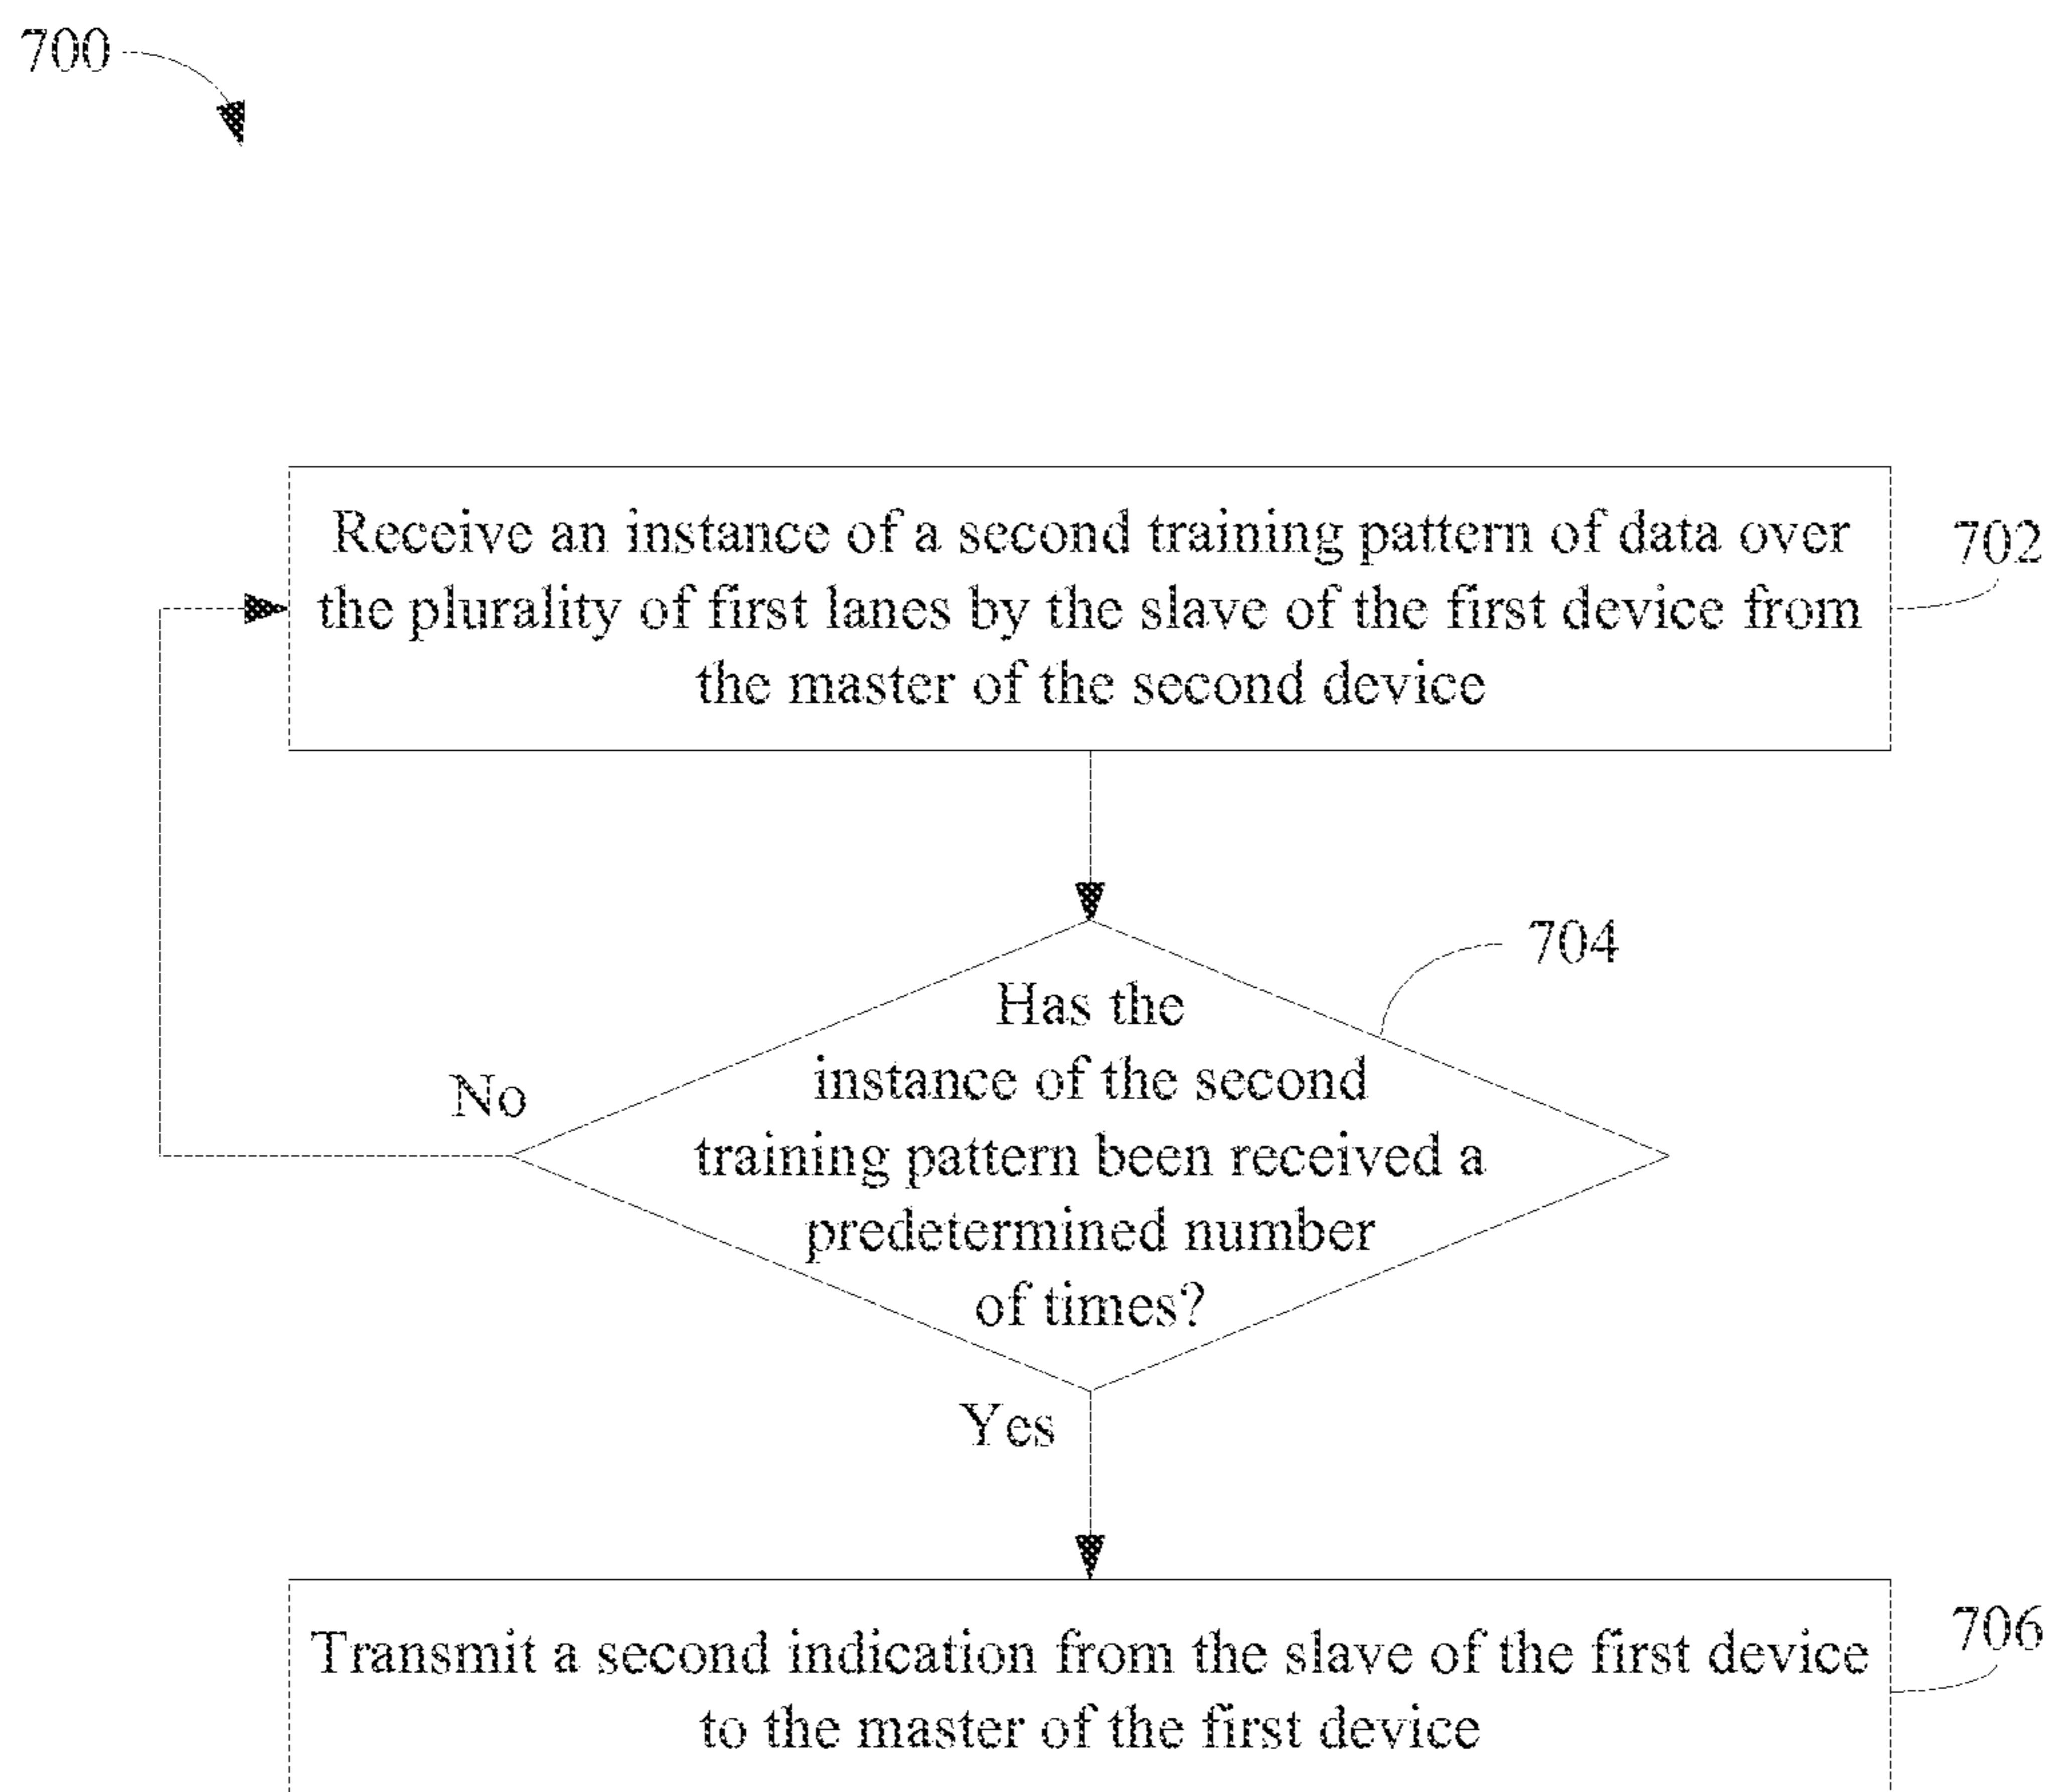 700
Receive an instance of a second training pattern of data over
the plurality of first lanes by the slave of the first device from
the master of the second device
702
704
Has the
instance of the second
training pattern been received a
predetermined number
of times?
No
Yes
Transmit a second indication from the slave of the first device
to the master of the first device
706